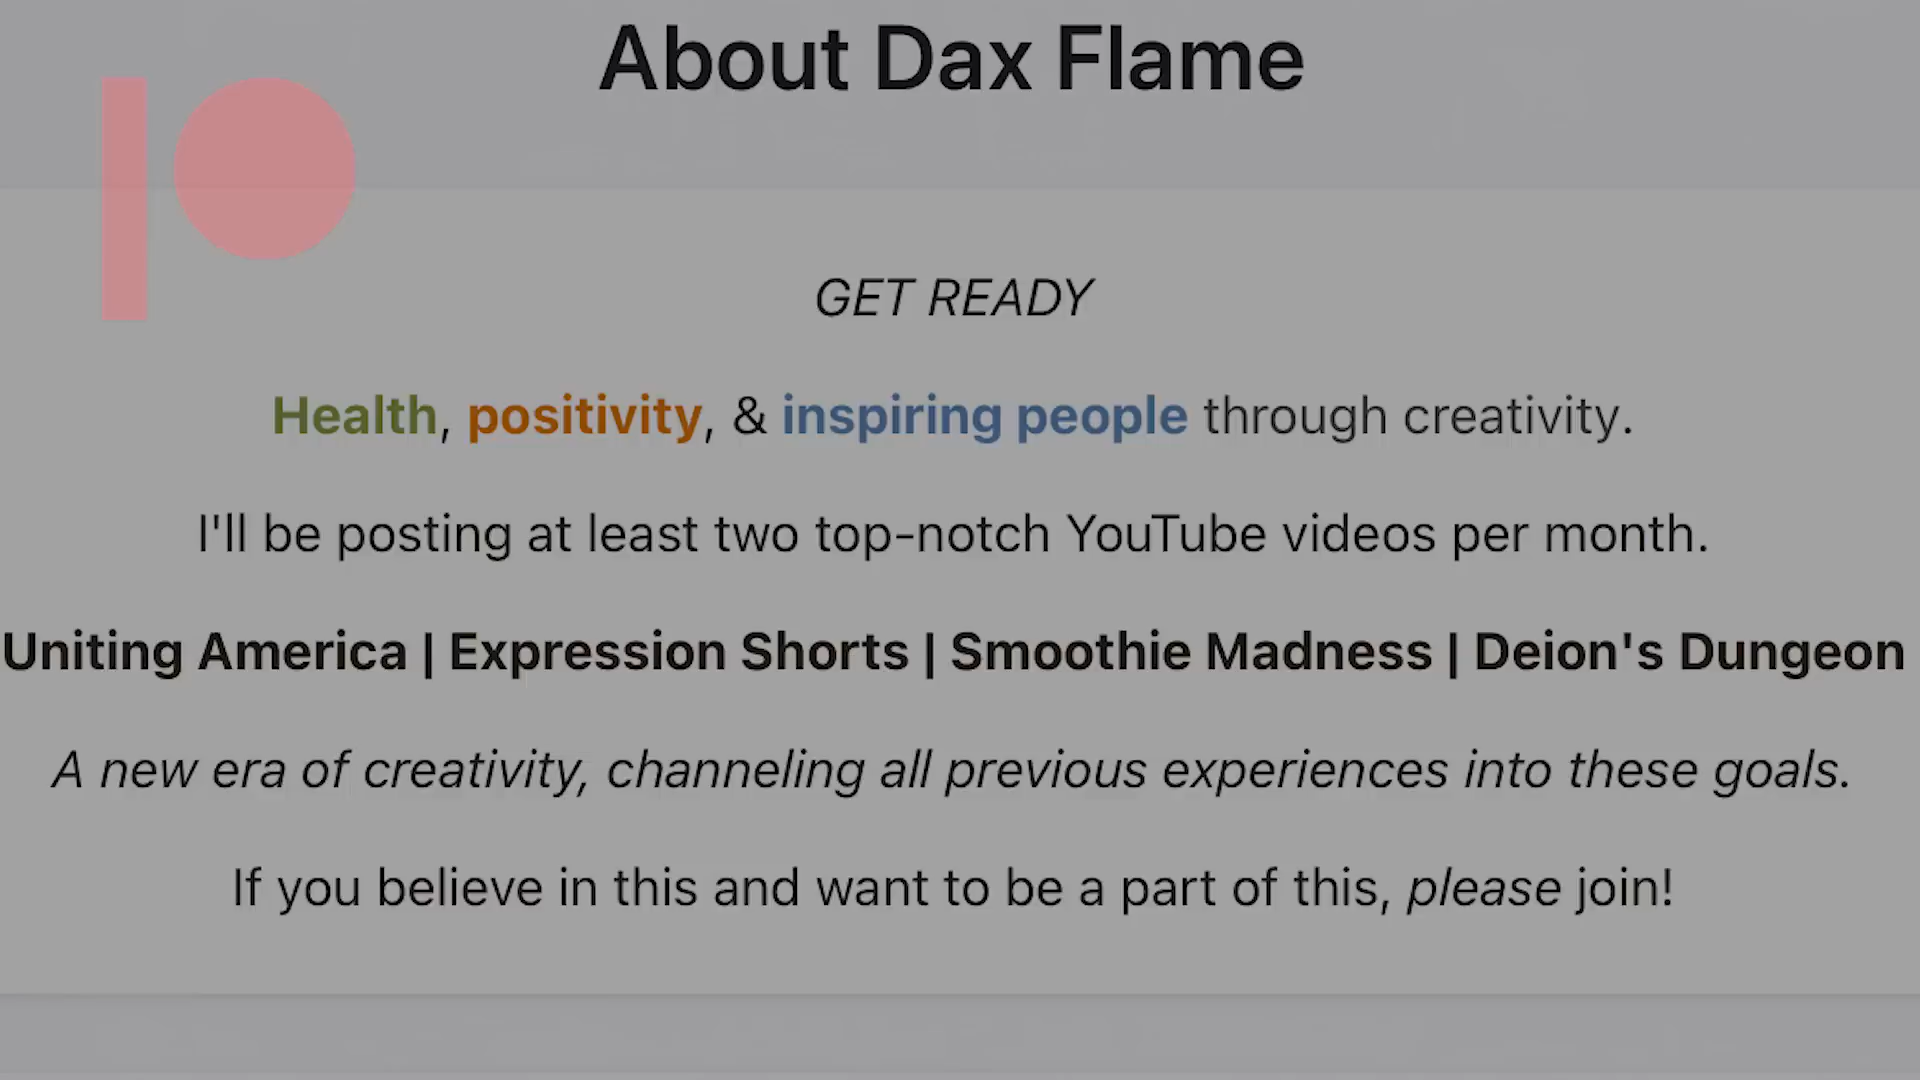 About Dax Flame
GET READY
Health, positivity, & inspiring people through creativity.
I'll be posting at least two top-notch YouTube videos per month.
Uniting America | Expression Shorts | Smoothie Madness | Deion's Dungeon
A new era of creativity, channeling all previous experiences into these goals.
If you believe in this and want to be a part of this, please join!